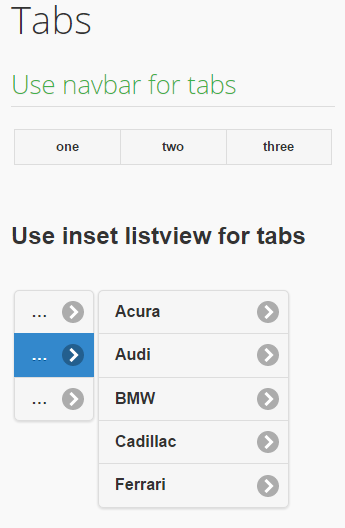 Tabs
Use navbar for tabs
one two three
Use inset listview for tabs
...
...
...
Acura
Audi
BMW
Cadillac
Ferrari